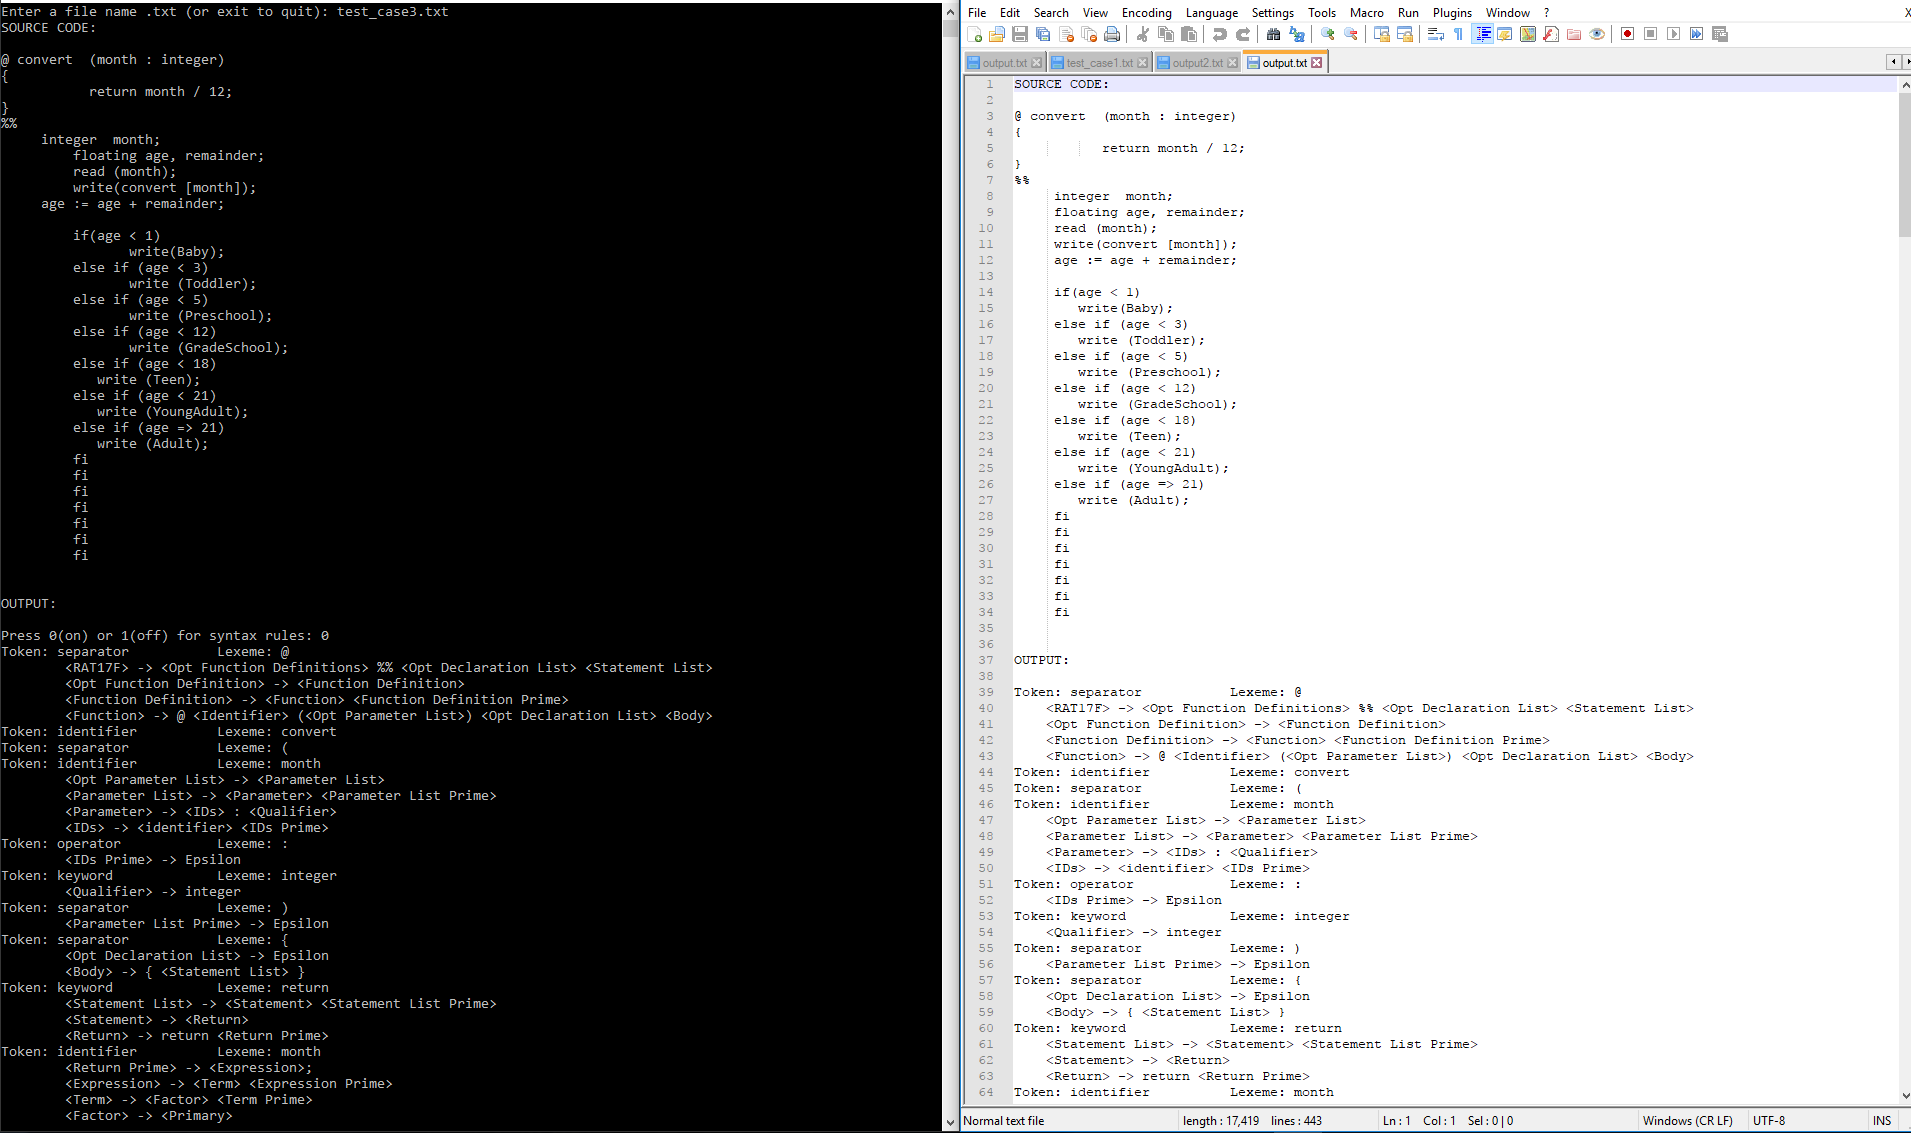 Enter a file name .txt (or exit to quit): test_case3.txt
SOURCE CODE:
@ convert  (month : integer)
{
           return month / 12;
}
%%
     integer  month;
         floating age, remainder;
         read (month);
         write(convert [month]);
     age := age + remainder;
         if(age < 1)
                write(Baby);
         else if (age < 3)
                write (Toddler);
         else if (age < 5)
                write (Preschool);
         else if (age < 12)
                write (GradeSchool);
         else if (age < 18)
            write (Teen);
         else if (age < 21)
            write (YoungAdult);
         else if (age => 21)
            write (Adult);
         fi
         fi
         fi
         fi
         fi
         fi
         fi
OUTPUT:
Press 0(on) or 1(off) for syntax rules: 0
Token: separator           Lexeme: @
        <RAT17F> -> <Opt Function Definitions> %% <Opt Declaration List> <Statement List>
        <Opt Function Definition> -> <Function Definition>
        <Function Definition> -> <Function> <Function Definition Prime>
        <Function> -> @ <Identifier> (<Opt Parameter List>) <Opt Declaration List> <Body>
Token: identifier          Lexeme: convert
Token: separator           Lexeme: (
Token: identifier          Lexeme: month
        <Opt Parameter List> -> <Parameter List>
        <Parameter List> -> <Parameter> <Parameter List Prime>
        <Parameter> -> <IDs> : <Qualifier>
        <IDs> -> <identifier> <IDs Prime>
Token: operator            Lexeme: :
        <IDs Prime> -> Epsilon
Token: keyword             Lexeme: integer
        <Qualifier> -> integer
Token: separator           Lexeme: )
        <Parameter List Prime> -> Epsilon
Token: separator           Lexeme: {
        <Opt Declaration List> -> Epsilon
        <Body> -> { <Statement List> }
Token: keyword             Lexeme: return
        <Statement List> -> <Statement> <Statement List Prime>
        <Statement> -> <Return>
        <Return> -> return <Return Prime>
Token: identifier          Lexeme: month
        <Return Prime> -> <Expression>;
        <Expression> -> <Term> <Expression Prime>
        <Term> -> <Factor> <Term Prime>
        <Factor> -> <Primary>
File Edit Search View Encoding Language Settings Tools Macro Run Plugins Window ? X
output.txt test_case1.txt output2.txt output.txt
1 SOURCE CODE:
2
3 @ convert  (month : integer)
4 {
5            return month / 12;
6 }
7 %%
8      integer  month;
9      floating age, remainder;
10      read (month);
11      write(convert [month]);
12      age := age + remainder;
13
14      if(age < 1)
15         write(Baby);
16      else if (age < 3)
17         write (Toddler);
18      else if (age < 5)
19         write (Preschool);
20      else if (age < 12)
21         write (GradeSchool);
22      else if (age < 18)
23         write (Teen);
24      else if (age < 21)
25         write (YoungAdult);
26      else if (age => 21)
27         write (Adult);
28      fi
29      fi
30      fi
31      fi
32      fi
33      fi
34      fi
35
36
37 OUTPUT:
38
39 Token: separator           Lexeme: @
40     <RAT17F> -> <Opt Function Definitions> %% <Opt Declaration List> <Statement List>
41     <Opt Function Definition> -> <Function Definition>
42     <Function Definition> -> <Function> <Function Definition Prime>
43     <Function> -> @ <Identifier> (<Opt Parameter List>) <Opt Declaration List> <Body>
44 Token: identifier          Lexeme: convert
45 Token: separator           Lexeme: (
46 Token: identifier          Lexeme: month
47     <Opt Parameter List> -> <Parameter List>
48     <Parameter List> -> <Parameter> <Parameter List Prime>
49     <Parameter> -> <IDs> : <Qualifier>
50     <IDs> -> <identifier> <IDs Prime>
51 Token: operator            Lexeme: :
52     <IDs Prime> -> Epsilon
53 Token: keyword             Lexeme: integer
54     <Qualifier> -> integer
55 Token: separator           Lexeme: )
56     <Parameter List Prime> -> Epsilon
57 Token: separator           Lexeme: {
58     <Opt Declaration List> -> Epsilon
59     <Body> -> { <Statement List> }
60 Token: keyword             Lexeme: return
61     <Statement List> -> <Statement> <Statement List Prime>
62     <Statement> -> <Return>
63     <Return> -> return <Return Prime>
64 Token: identifier          Lexeme: month
Normal text file length : 17,419 lines : 443 Ln : 1 Col : 1 Sel : 0 | 0 Windows (CR LF) UTF-8 INS